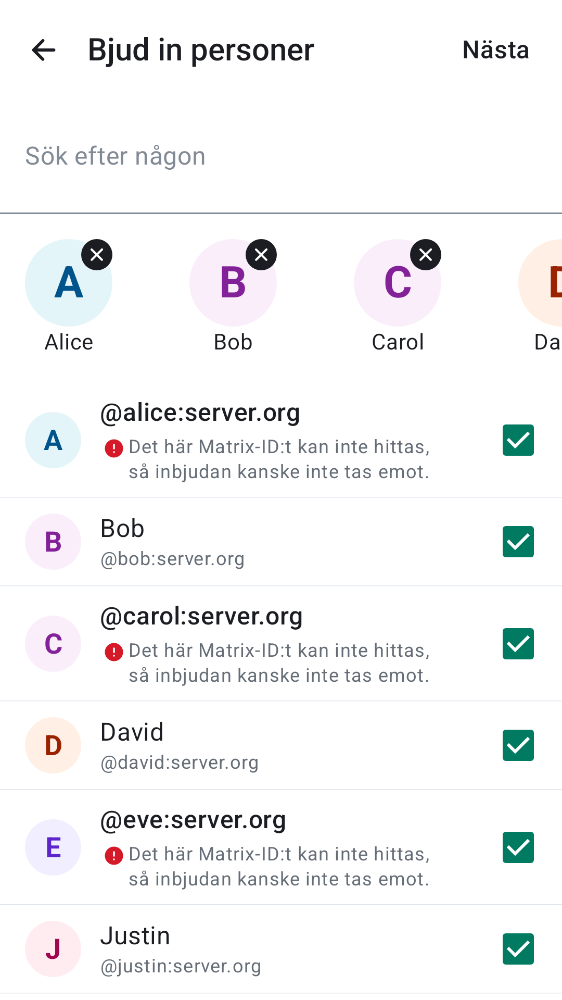 Bjud in personer
Nästa
Sök efter någon
A
B
C
Alice
Bob
Carol
Da
A
@alice:server.org
Det här Matrix-ID:t kan inte hittas,
så inbjudan kanske inte tas emot.
B
Bob
@bob:server.org
C
@carol:server.org
Det här Matrix-ID:t kan inte hittas,
så inbjudan kanske inte tas emot.
D
David
@david:server.org
E
@eve:server.org
Det här Matrix-ID:t kan inte hittas,
så inbjudan kanske inte tas emot.
J
Justin
@justin:server.org